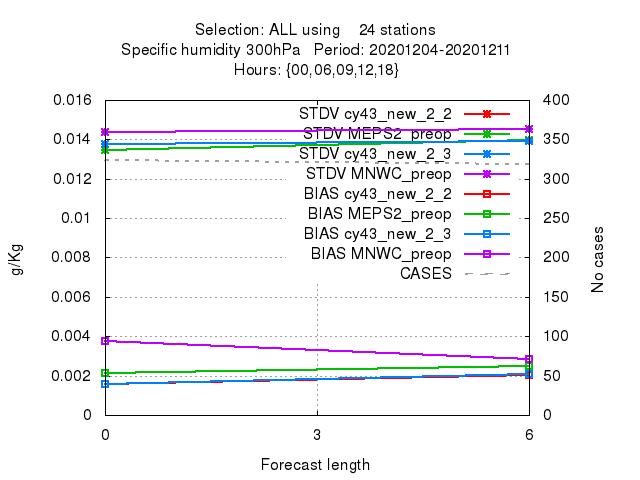 Selection: ALL using 24 stations
Specific humidity 300hPa Period: 20201204-20201211
Hours: {00,06,09,12,18}
0.016
0.014
0.012
0.01
0.008
0.006
0.004
0.002
0
g/Kg
STDV cy43_new_2_2
STDV MEPS2_preop
STDV cy43_new_2_3
STDV MNWC_preop
BIAS cy43_new_2_2
BIAS MEPS2_preop
BIAS cy43_new_2_3
BIAS MNWC_preop
CASES
400
350
300
250
200
150
100
50
0
No cases
0 3 6
Forecast length